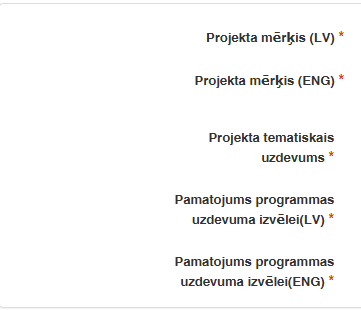 Projekta mērķis (LV) *
Projekta mērķis (ENG) *
Projekta tematiskais
uzdevums *
Pamatojums programmas
uzdevuma izvēlei(LV) *
Pamatojums programmas
uzdevuma izvēlei(ENG) *